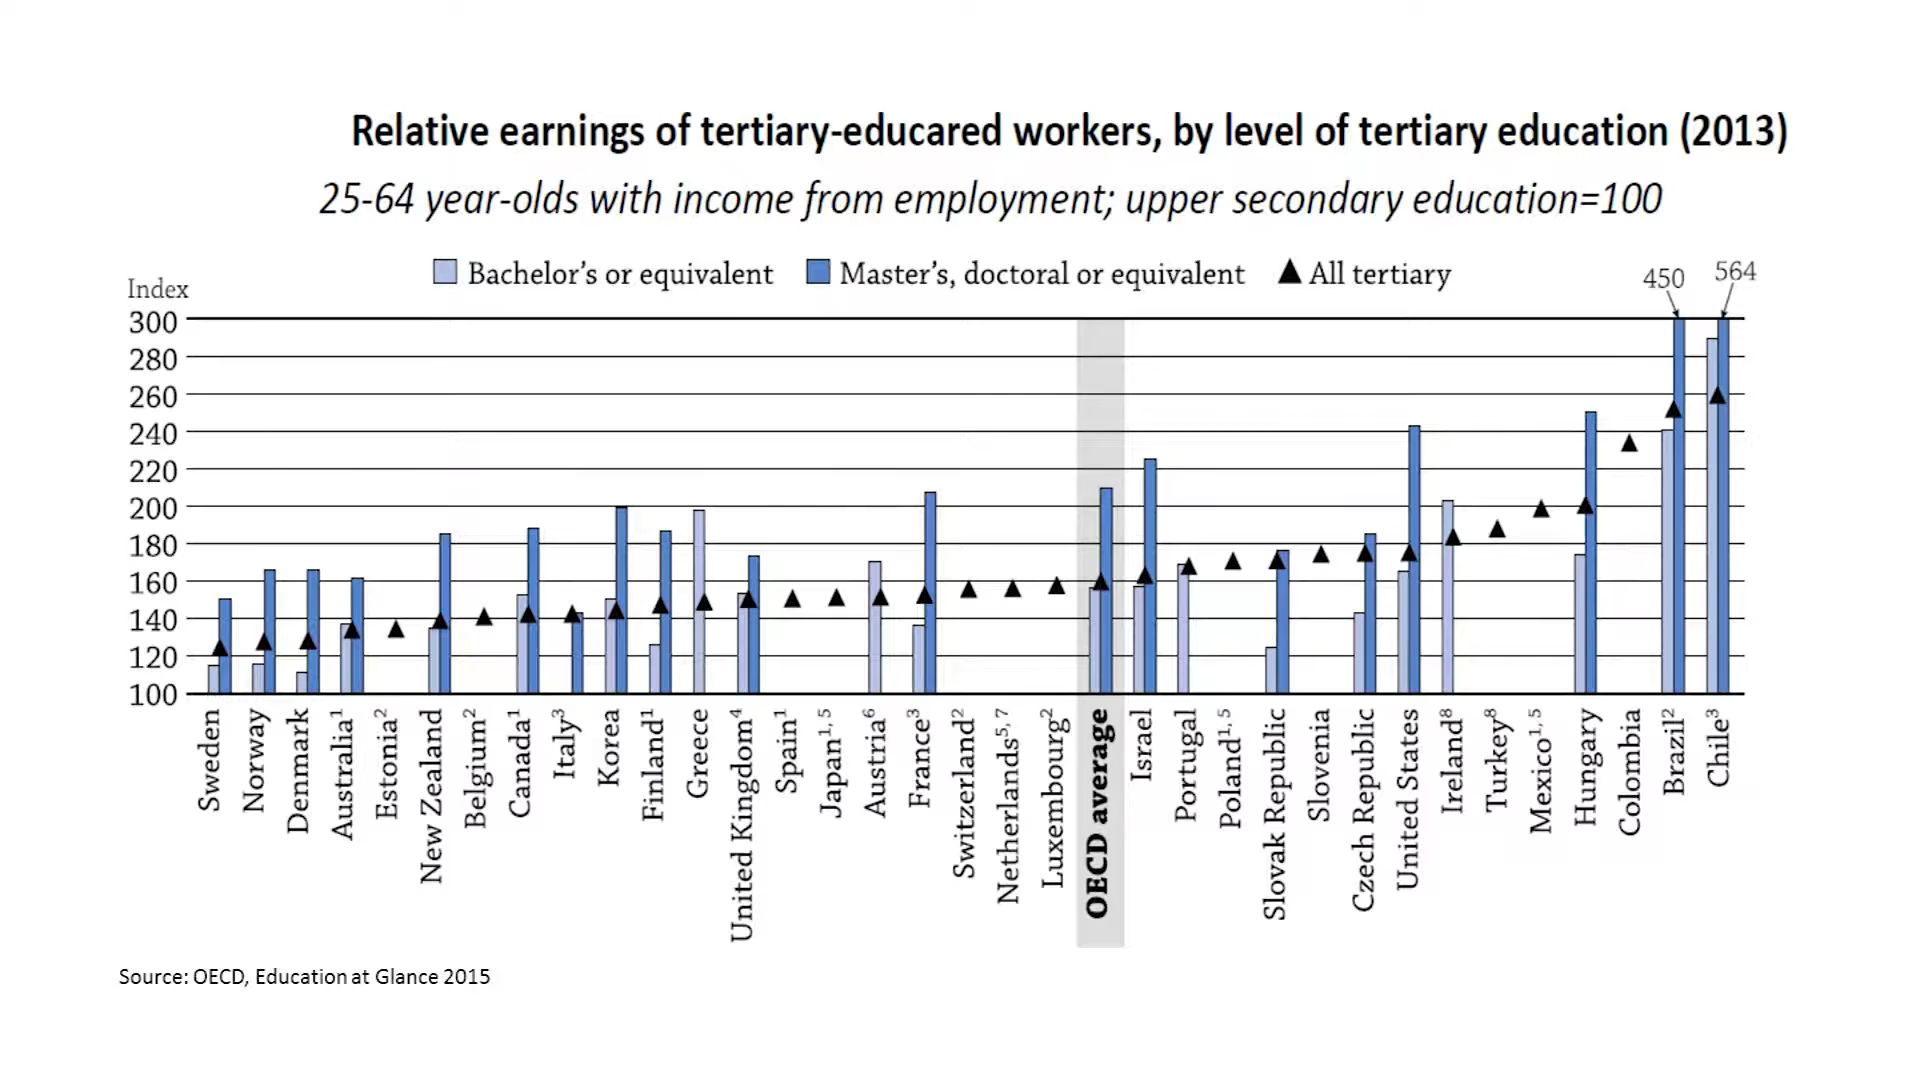 Relative earnings of tertiary-educared workers, by level of tertiary education (2013)
25-64 year-olds with income from employment; upper secondary education=100
Bachelor's or equivalent
Master's, doctoral or equivalent
All tertiary
450
564
Index
300
280
260
240
220
200
180
160
140
120
100
Sweden
Norway
Denmark
Australia¹
Estonia²
New Zealand
Belgium²
Canada¹
Italy³
Korea
Finland¹
Greece
United Kingdom⁴
Spain¹
Japan¹,⁵
Austria⁶
France³
Switzerland²
Netherlands⁵,⁷
Luxembourg²
OECD average
Israel
Portugal
Poland¹,⁵
Slovak Republic
Slovenia
Czech Republic
United States
Ireland⁸
Turkey⁸
Mexico¹,⁵
Hungary
Colombia
Brazil²
Chile³
Source: OECD, Education at Glance 2015